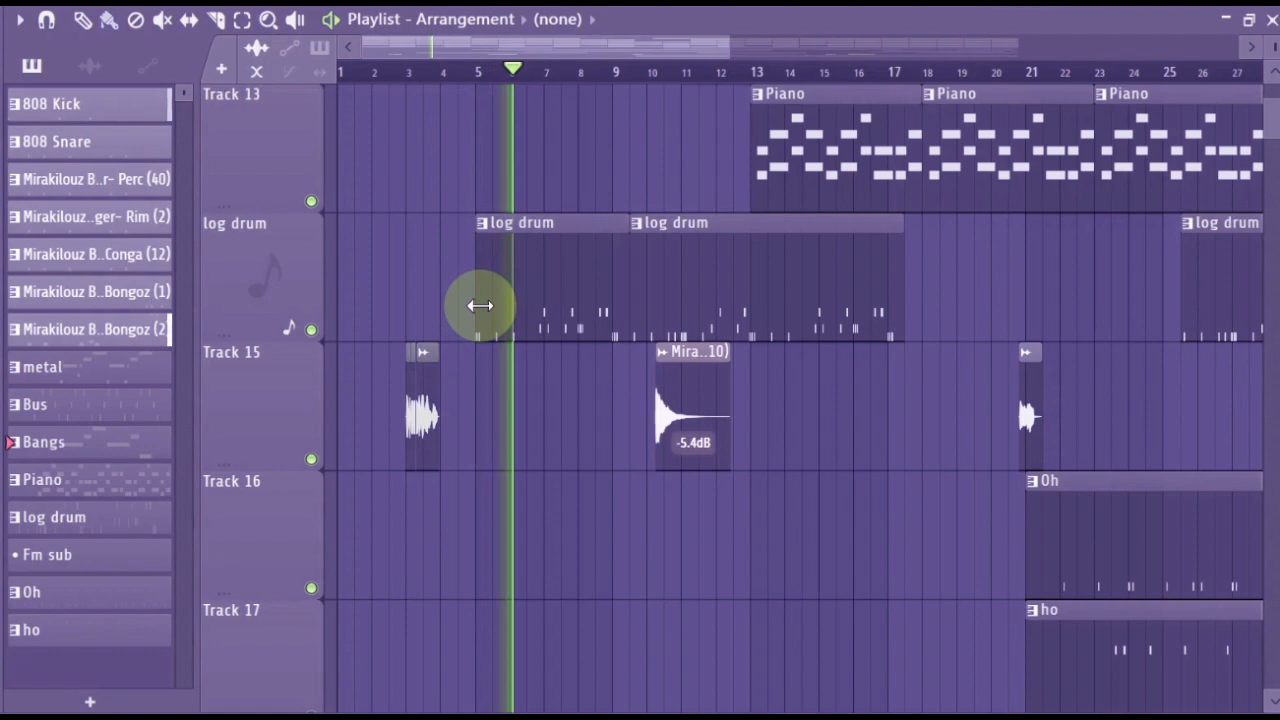 Playlist - Arrangement ▸ (none) ▸
1 2 3 4 5 7 8 9 10 11 12 13 14 15 16 17 18 19 20 21 22 23 24 25 26 27
808 Kick
808 Snare
Mirakilouz B..r- Perc (40)
Mirakilouz..ger- Rim (2)
Mirakilouz B..Conga (12)
Mirakilouz B..Bongoz (1)
Mirakilouz B..Bongoz (2)
metal
Bus
Bangs
Piano
log drum
Fm sub
Oh
ho
+
Track 13
Piano Piano Piano
log drum
log drum log drum log drum
Track 15
Mira..10)
-5.4dB
Track 16
Oh
Track 17
ho